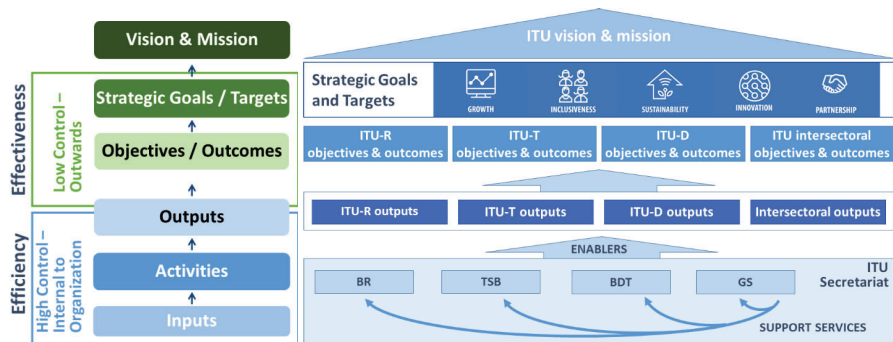 Effectiveness
Low Control –
Outwards
Efficiency
High Control –
Internal to
Organization
Vision & Mission
Strategic Goals / Targets
Objectives / Outcomes
Outputs
Activities
Inputs
ITU vision & mission
Strategic Goals
and Targets
GROWTH
INCLUSIVENESS
SUSTAINABILITY
INNOVATION
PARTNERSHIP
ITU-R
objectives & outcomes
ITU-T
objectives & outcomes
ITU-D
objectives & outcomes
ITU intersectoral
objectives & outcomes
ITU-R outputs
ITU-T outputs
ITU-D outputs
Intersectoral outputs
ENABLERS
ITU
Secretariat
BR
TSB
BDT
GS
SUPPORT SERVICES